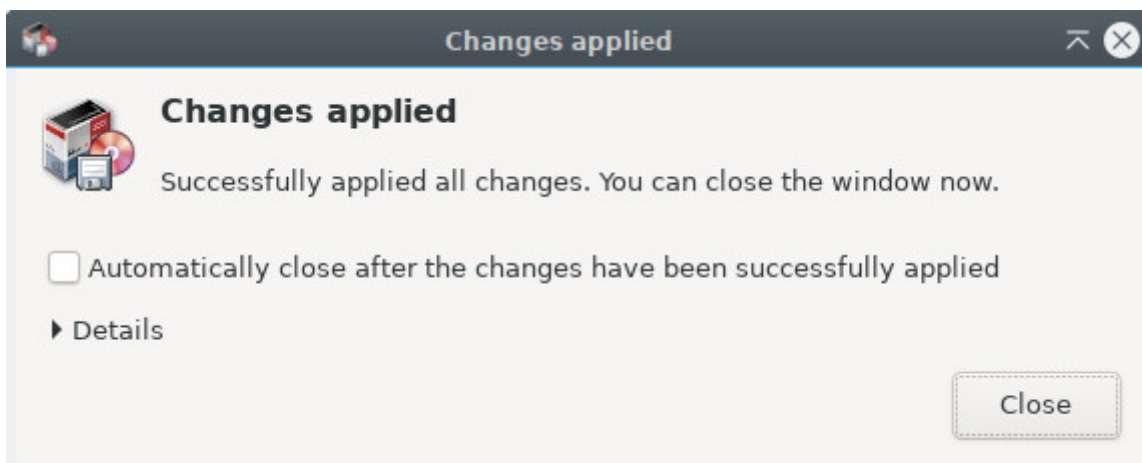 Changes applied
Changes applied
Successfully applied all changes. You can close the window now.
Automatically close after the changes have been successfully applied
Details
Close